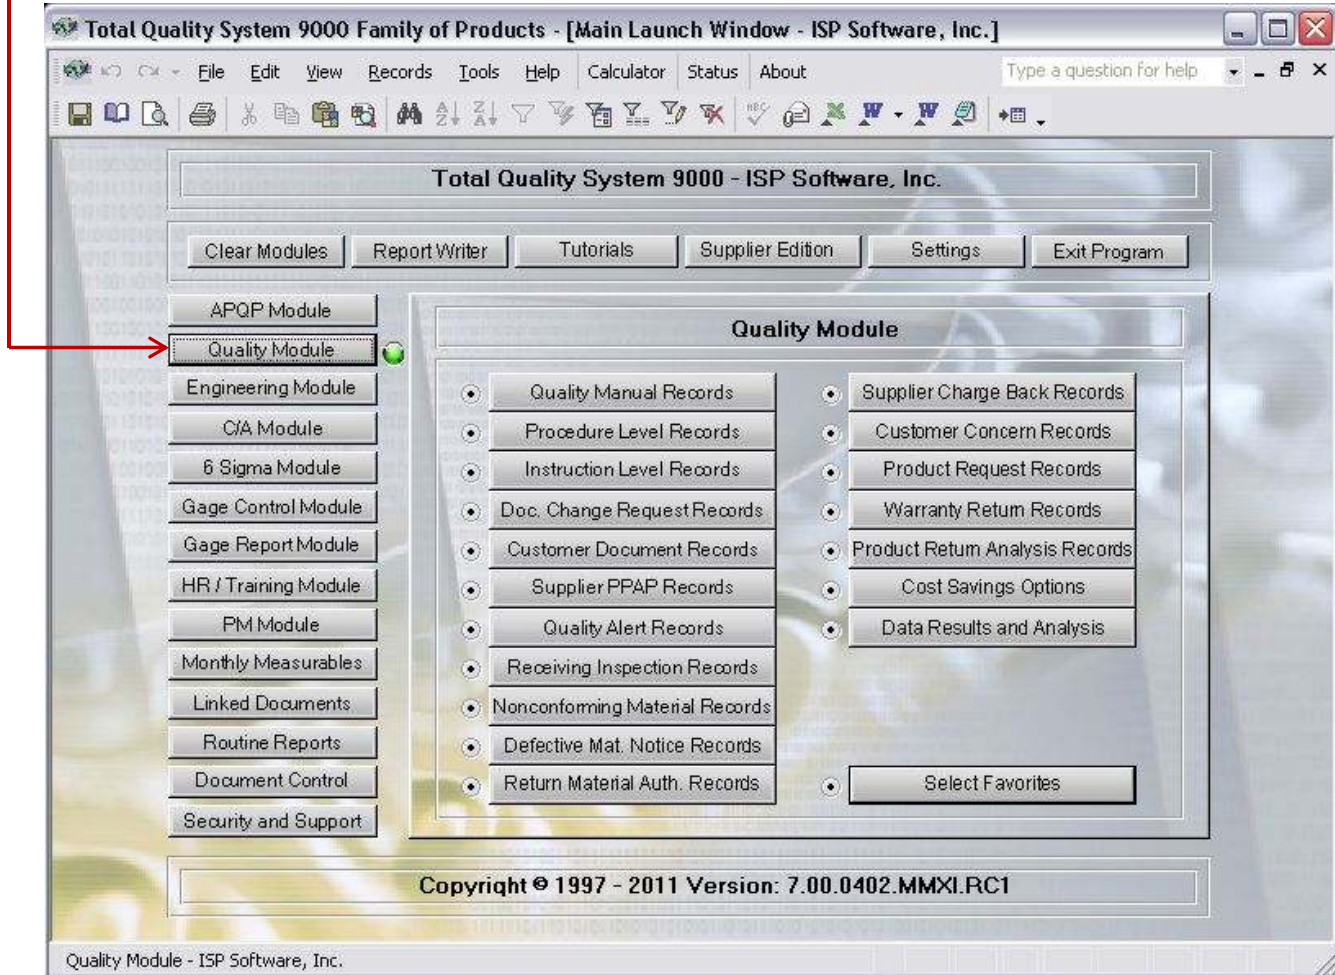 Total Quality System 9000 Family of Products - [Main Launch Window - ISP Software, Inc.]
File Edit View Records Tools Help Calculator Status About Type a question for help
Total Quality System 9000 - ISP Software, Inc.
Clear Modules Report Writer Tutorials Supplier Edition Settings Exit Program
APQP Module
Quality Module
Engineering Module
C/A Module
6 Sigma Module
Gage Control Module
Gage Report Module
HR / Training Module
PM Module
Monthly Measurables
Linked Documents
Routine Reports
Document Control
Security and Support
Quality Module
Quality Manual Records
Procedure Level Records
Instruction Level Records
Doc. Change Request Records
Customer Document Records
Supplier PPAP Records
Quality Alert Records
Receiving Inspection Records
Nonconforming Material Records
Defective Mat. Notice Records
Return Material Auth. Records
Supplier Charge Back Records
Customer Concern Records
Product Request Records
Warranty Return Records
Product Return Analysis Records
Cost Savings Options
Data Results and Analysis
Select Favorites
Copyright © 1997 - 2011 Version: 7.00.0402.MMXI.RC1
Quality Module - ISP Software, Inc.